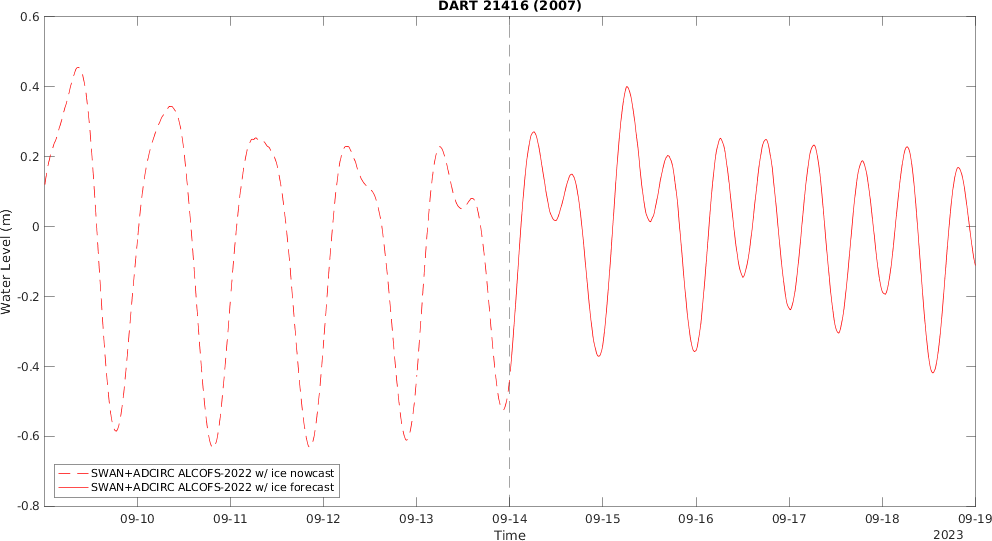 DART 21416 (2007)
0.6
0.4
0.2
0
-0.2
-0.4
-0.6
-0.8
Water Level (m)
SWAN+ADCIRC ALCOFS-2022 w/ ice nowcast
SWAN+ADCIRC ALCOFS-2022 w/ ice forecast
09-10 09-11 09-12 09-13 09-14 09-15 09-16 09-17 09-18 09-19
Time
2023